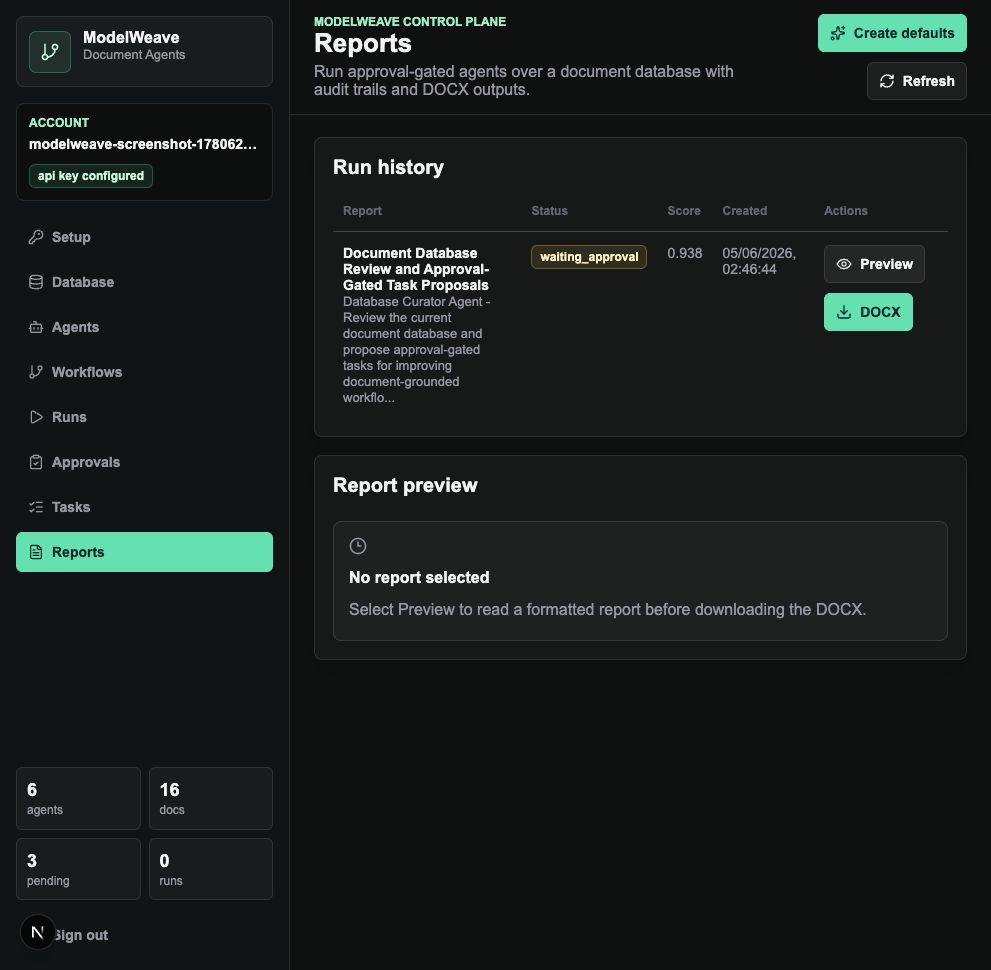 ModelWeave
Document Agents
ACCOUNT
modelweave-screenshot-178062...
api key configured
Setup
Database
Agents
Workflows
Runs
Approvals
Tasks
Reports
6
agents
16
docs
3
pending
0
runs
N
Sign out
MODELWEAVE CONTROL PLANE
Reports
Run approval-gated agents over a document database with
audit trails and DOCX outputs.
Create defaults
Refresh
Run history
Report Status Score Created Actions
Document Database
Review and Approval-
Gated Task Proposals
Database Curator Agent -
Review the current
document database and
propose approval-gated
tasks for improving
document-grounded
workflo...
waiting_approval
0.938
05/06/2026,
02:46:44
Preview
DOCX
Report preview
No report selected
Select Preview to read a formatted report before downloading the DOCX.